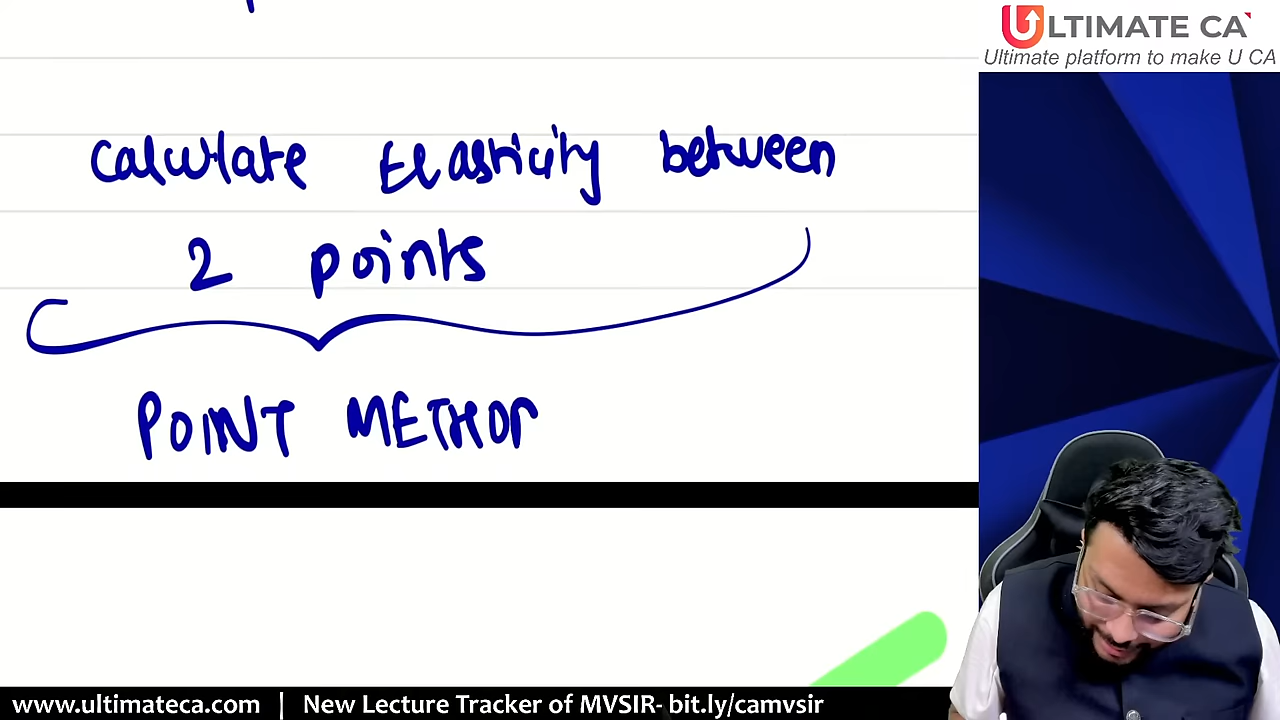 ULTIMATE CA
Ultimate platform to make U CA
Calculate Elasticity between
2 points
POINT METHOD
www.ultimateca.com | New Lecture Tracker of MVSIR- bit.ly/camvsir